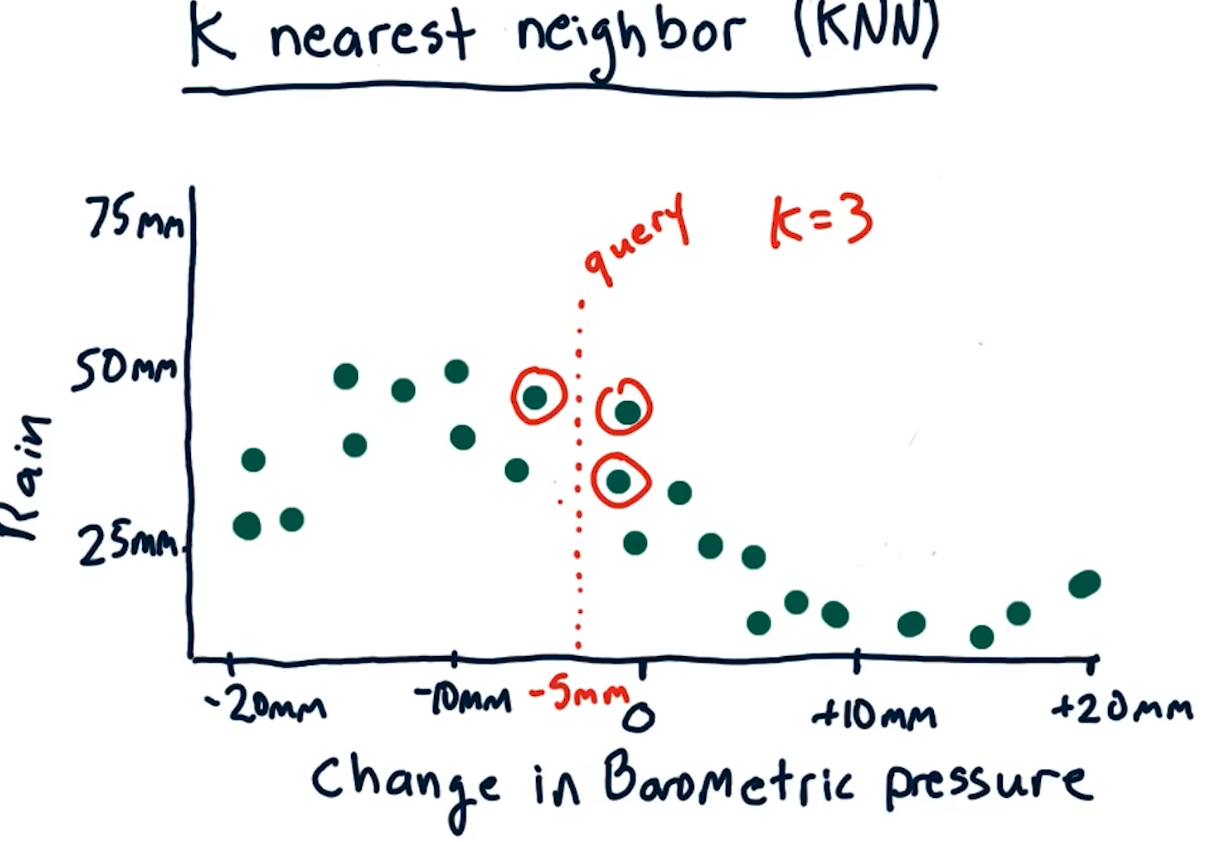 K nearest neighbor (KNN)
query K=3
75mm
50mm
25mm
Rain
-20mm -10mm -5mm 0 +10mm +20mm
Change in Barometric pressure